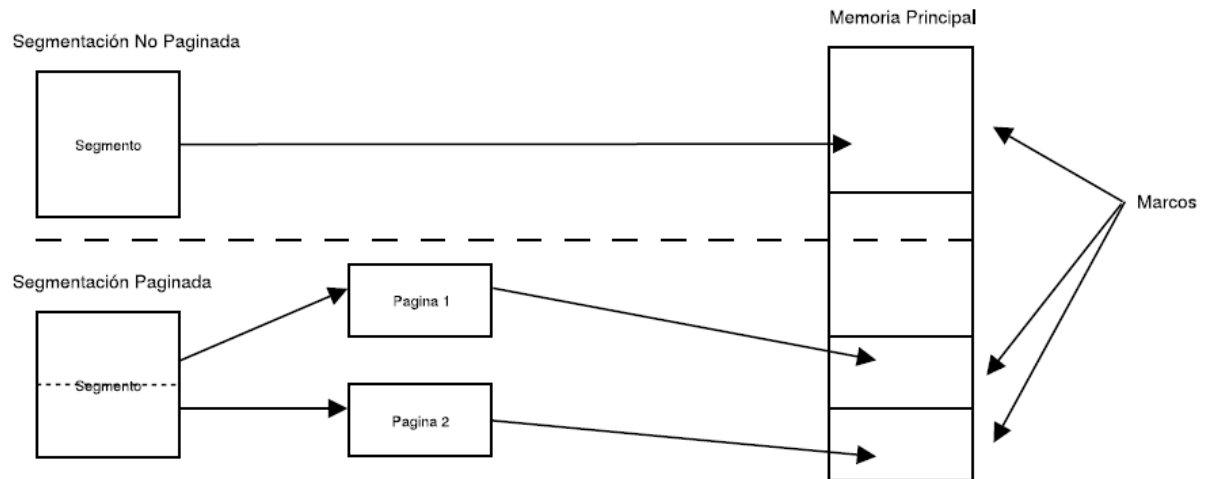 Memoria Principal
Segmentación No Paginada
Segmento
Marcos
Segmentación Paginada
Pagina 1
Segmento
Pagina 2